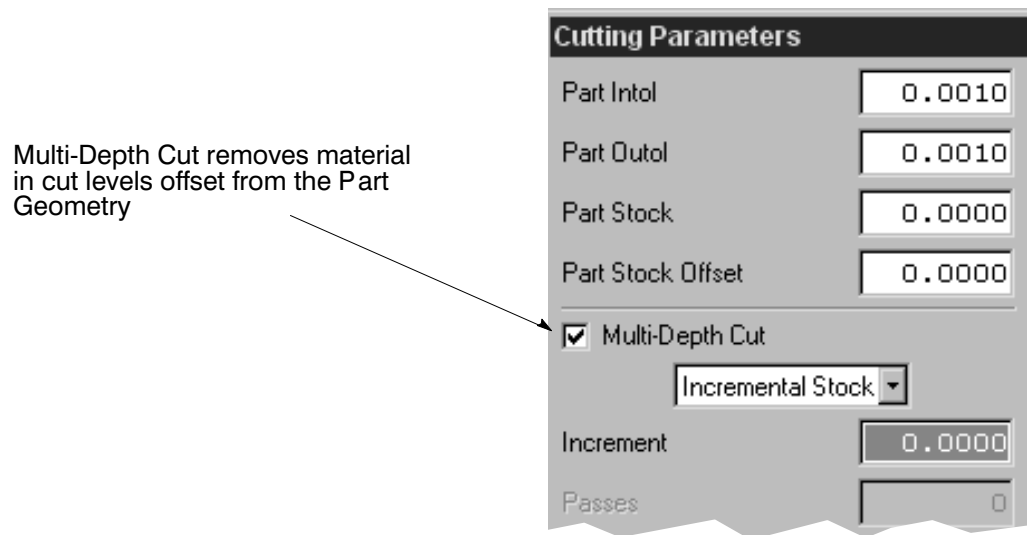 Cutting Parameters
Part Intol 0.0010
Part Outol 0.0010
Part Stock 0.0000
Part Stock Offset 0.0000
Multi-Depth Cut removes material
in cut levels offset from the Part
Geometry
Multi-Depth Cut
Incremental Stock
Increment 0.0000
Passes 0